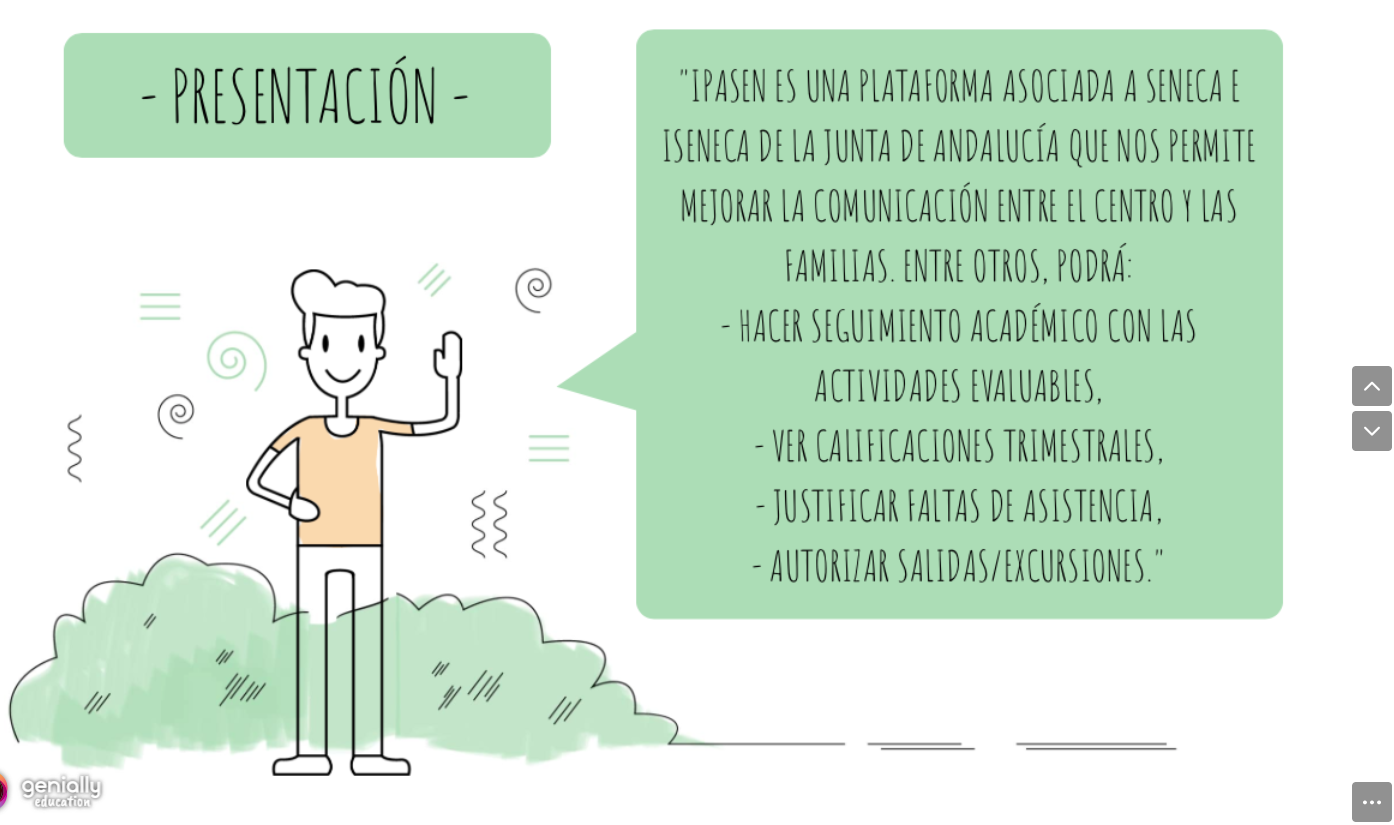 - PRESENTACIÓN -
"IPASEN ES UNA PLATAFORMA ASOCIADA A SENECA E
ISENECA DE LA JUNTA DE ANDALUCÍA QUE NOS PERMITE
MEJORAR LA COMUNICACIÓN ENTRE EL CENTRO Y LAS
FAMILIAS. ENTRE OTROS, PODRÁ:
- HACER SEGUIMIENTO ACADÉMICO CON LAS
ACTIVIDADES EVALUABLES,
- VER CALIFICACIONES TRIMESTRALES,
- JUSTIFICAR FALTAS DE ASISTENCIA,
- AUTORIZAR SALIDAS/EXCURSIONES."
genially
education